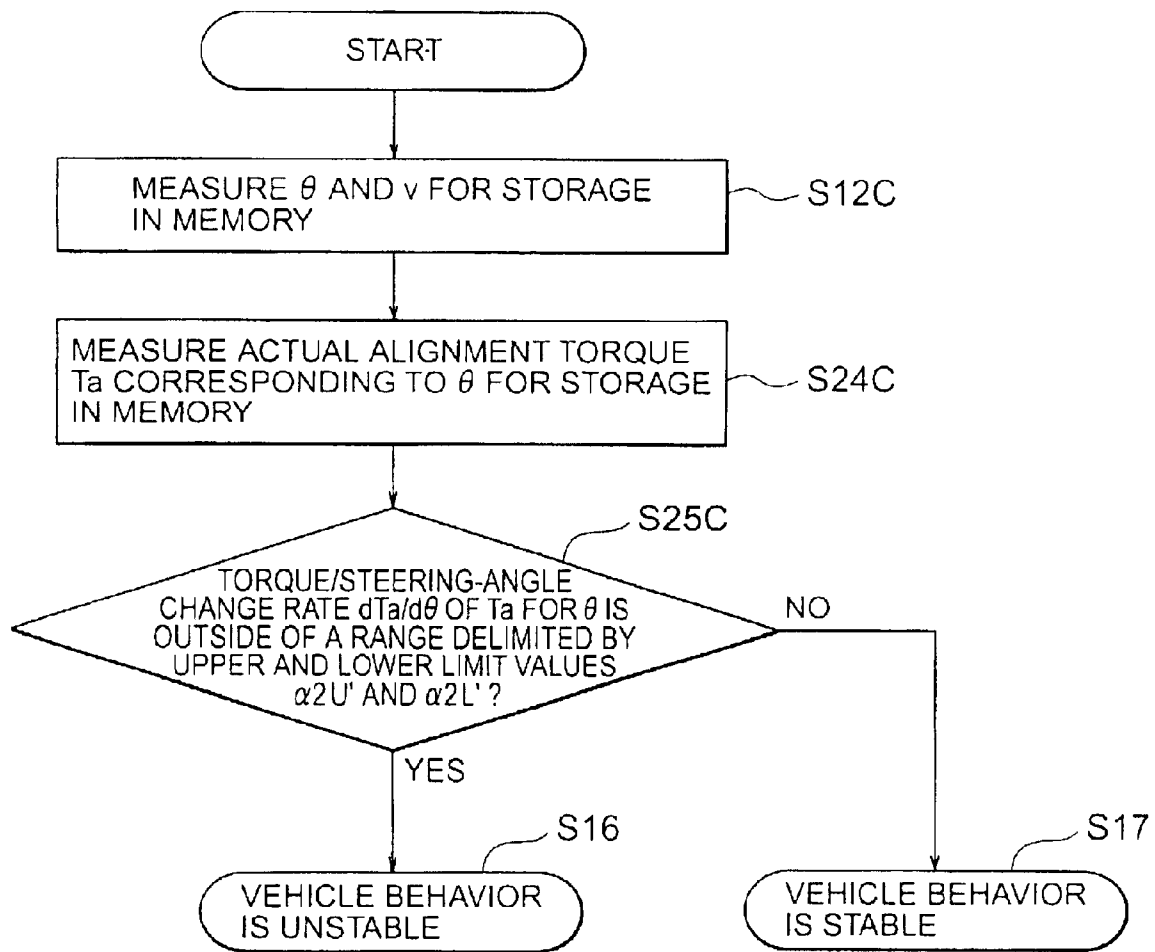 START
MEASURE θ AND v FOR STORAGE
IN MEMORY
S12C
MEASURE ACTUAL ALIGNMENT TORQUE
Ta CORRESPONDING TO θ FOR STORAGE
IN MEMORY
S24C
S25C
TORQUE/STEERING-ANGLE
CHANGE RATE dTa/dθ OF Ta FOR θ IS
OUTSIDE OF A RANGE DELIMITED BY
UPPER AND LOWER LIMIT VALUES
α2U' AND α2L' ?
NO
YES
S16
VEHICLE BEHAVIOR
IS UNSTABLE
S17
VEHICLE BEHAVIOR
IS STABLE